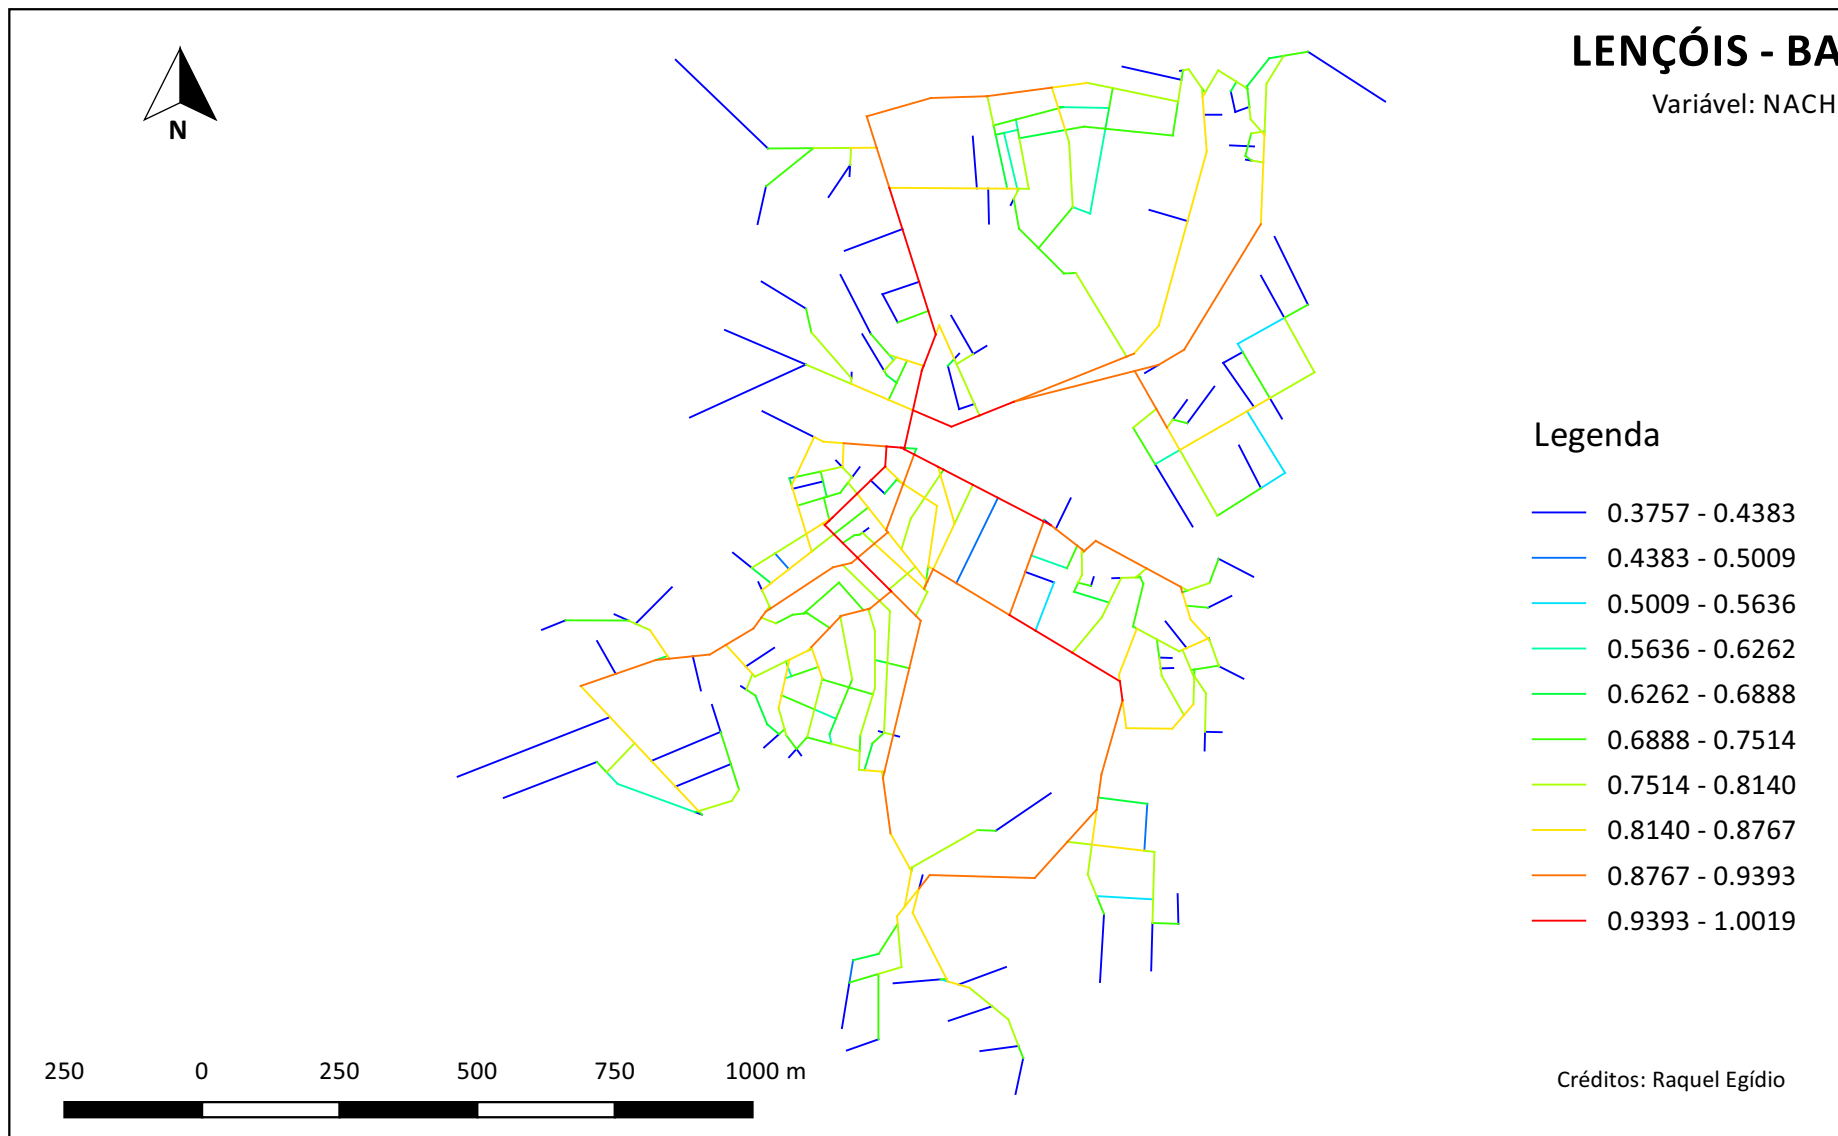 LENÇÓIS - BA
Variável: NACH
N
Legenda
0.3757 - 0.4383
0.4383 - 0.5009
0.5009 - 0.5636
0.5636 - 0.6262
0.6262 - 0.6888
0.6888 - 0.7514
0.7514 - 0.8140
0.8140 - 0.8767
0.8767 - 0.9393
0.9393 - 1.0019
250 0 250 500 750 1000 m
Créditos: Raquel Egídio